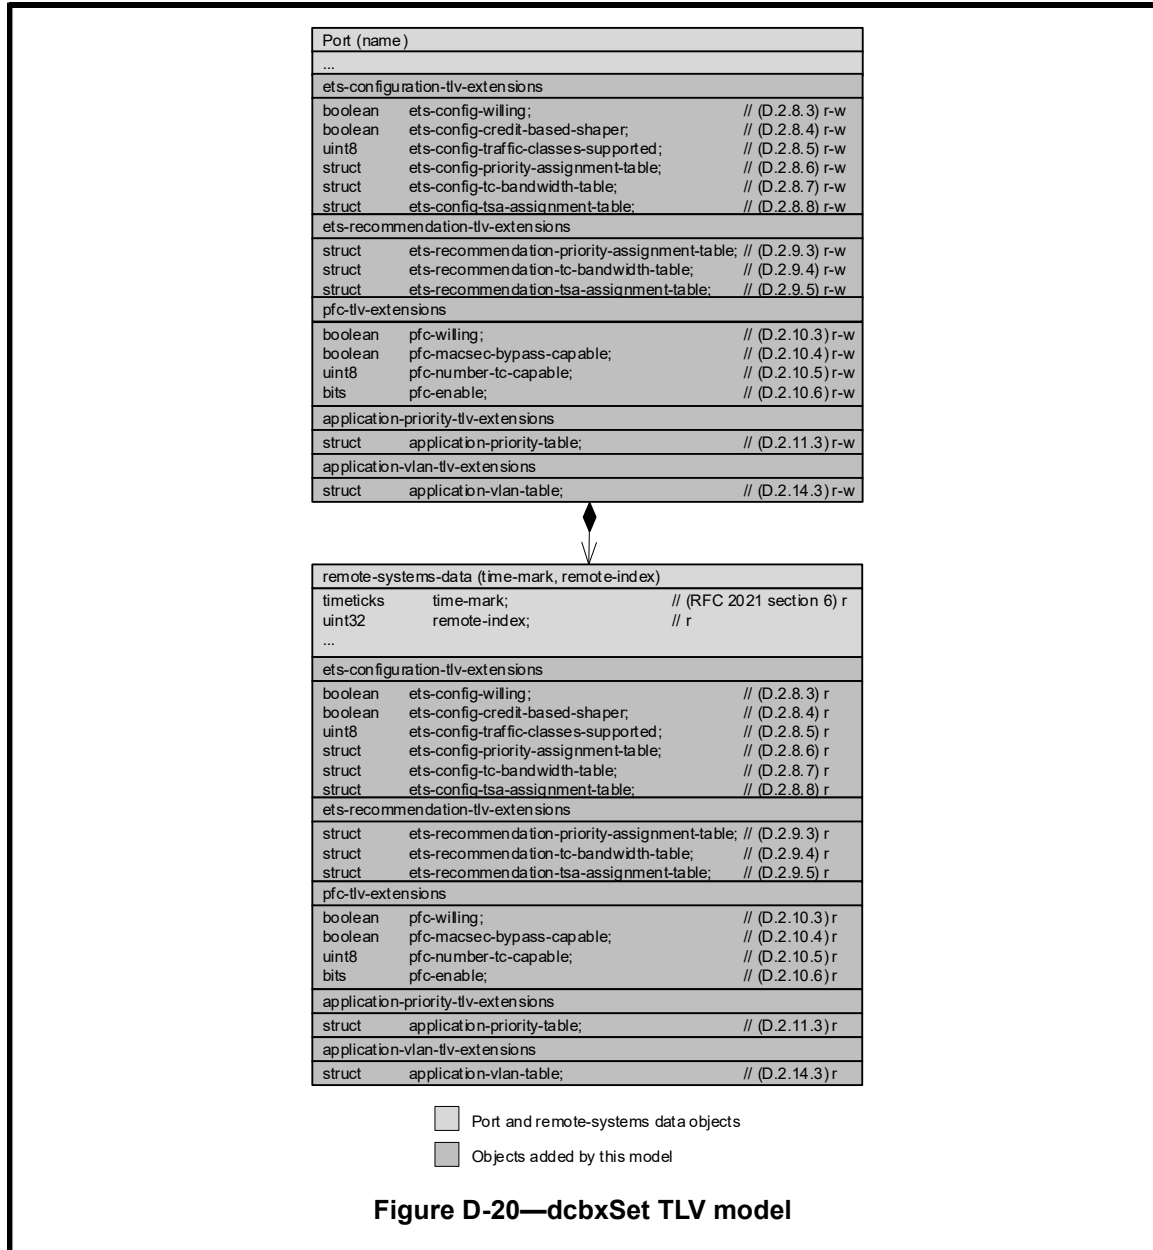 Port (name)
...
ets-configuration-tlv-extensions
boolean ets-config-willing; // (D.2.8.3) r-w
boolean ets-config-credit-based-shaper; // (D.2.8.4) r-w
uint8 ets-config-traffic-classes-supported; // (D.2.8.5) r-w
struct ets-config-priority-assignment-table; // (D.2.8.6) r-w
struct ets-config-tc-bandwidth-table; // (D.2.8.7) r-w
struct ets-config-tsa-assignment-table; // (D.2.8.8) r-w
ets-recommendation-tlv-extensions
struct ets-recommendation-priority-assignment-table; // (D.2.9.3) r-w
struct ets-recommendation-tc-bandwidth-table; // (D.2.9.4) r-w
struct ets-recommendation-tsa-assignment-table; // (D.2.9.5) r-w
pfc-tlv-extensions
boolean pfc-willing; // (D.2.10.3) r-w
boolean pfc-macsec-bypass-capable; // (D.2.10.4) r-w
uint8 pfc-number-tc-capable; // (D.2.10.5) r-w
bits pfc-enable; // (D.2.10.6) r-w
application-priority-tlv-extensions
struct application-priority-table; // (D.2.11.3) r-w
application-vlan-tlv-extensions
struct application-vlan-table; // (D.2.14.3) r-w
remote-systems-data (time-mark, remote-index)
timeticks time-mark; // (RFC 2021 section 6) r
uint32 remote-index; // r
...
ets-configuration-tlv-extensions
boolean ets-config-willing; // (D.2.8.3) r
boolean ets-config-credit-based-shaper; // (D.2.8.4) r
uint8 ets-config-traffic-classes-supported; // (D.2.8.5) r
struct ets-config-priority-assignment-table; // (D.2.8.6) r
struct ets-config-tc-bandwidth-table; // (D.2.8.7) r
struct ets-config-tsa-assignment-table; // (D.2.8.8) r
ets-recommendation-tlv-extensions
struct ets-recommendation-priority-assignment-table; // (D.2.9.3) r
struct ets-recommendation-tc-bandwidth-table; // (D.2.9.4) r
struct ets-recommendation-tsa-assignment-table; // (D.2.9.5) r
pfc-tlv-extensions
boolean pfc-willing; // (D.2.10.3) r
boolean pfc-macsec-bypass-capable; // (D.2.10.4) r
uint8 pfc-number-tc-capable; // (D.2.10.5) r
bits pfc-enable; // (D.2.10.6) r
application-priority-tlv-extensions
struct application-priority-table; // (D.2.11.3) r
application-vlan-tlv-extensions
struct application-vlan-table; // (D.2.14.3) r
Port and remote-systems data objects
Objects added by this model
Figure D-20—dcbxSet TLV model